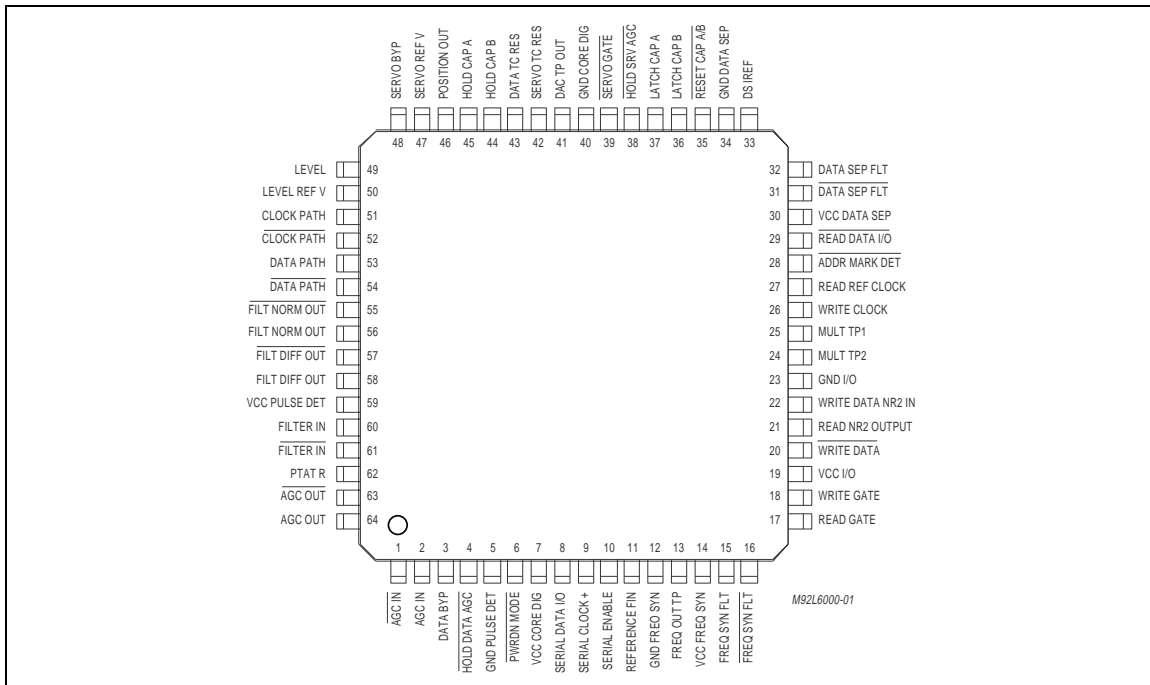 SERVO BYP
SERVO REF V
POSITION OUT
HOLD CAP A
HOLD CAP B
DATA TC RES
SERVO TC RES
DAC TP OUT
GND CORE DIG
SERVO GATE
HOLD SRV AGC
LATCH CAP A
LATCH CAP B
RESET CAP A/B
GND DATA SEP
DS IREF
48 47 46 45 44 43 42 41 40 39 38 37 36 35 34 33
LEVEL 49
LEVEL REF V 50
CLOCK PATH 51
CLOCK PATH 52
DATA PATH 53
DATA PATH 54
FILT NORM OUT 55
FILT NORM OUT 56
FILT DIFF OUT 57
FILT DIFF OUT 58
VCC PULSE DET 59
FILTER IN 60
FILTER IN 61
PTAT R 62
AGC OUT 63
AGC OUT 64
32 DATA SEP FLT
31 DATA SEP FLT
30 VCC DATA SEP
29 READ DATA I/O
28 ADDR MARK DET
27 READ REF CLOCK
26 WRITE CLOCK
25 MULT TP1
24 MULT TP2
23 GND I/O
22 WRITE DATA NR2 IN
21 READ NR2 OUTPUT
20 WRITE DATA
19 VCC I/O
18 WRITE GATE
17 READ GATE
1 2 3 4 5 6 7 8 9 10 11 12 13 14 15 16
AGC IN
AGC IN
DATA BYP
HOLD DATA AGC
GND PULSE DET
PWRDN MODE
VCC CORE DIG
SERIAL DATA I/O
SERIAL CLOCK +
SERIAL ENABLE
REFERENCE FIN
GND FREO SYN
FREQ OUT TP
VCC FREQ SYN
FREQ SYN FLT
FREQ SYN FLT
M92L6000-01